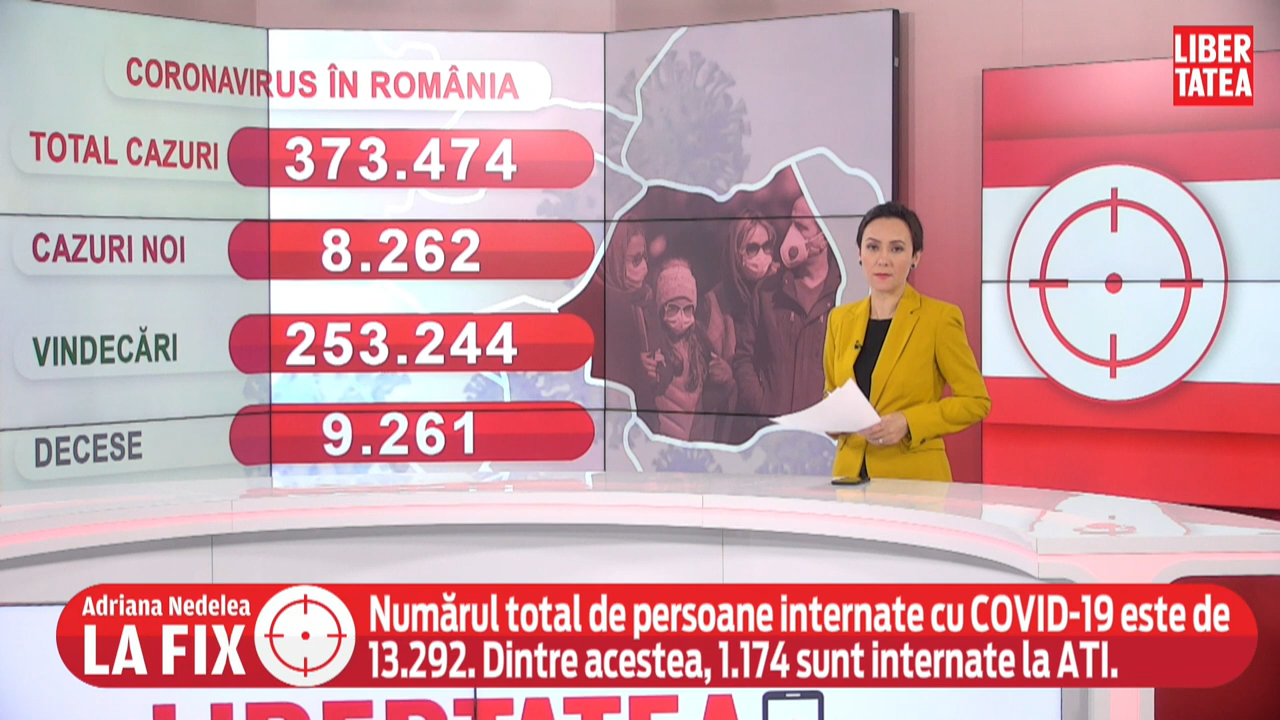 LIBER
TATEA
CORONAVIRUS ÎN ROMÂNIA
TOTAL CAZURI 373.474
CAZURI NOI 8.262
VINDECĂRI 253.244
DECESE 9.261
Adriana Nedelea
LA FIX
Numărul total de persoane internate cu COVID-19 este de
13.292. Dintre acestea, 1.174 sunt internate la ATI.
LIBERTATEA